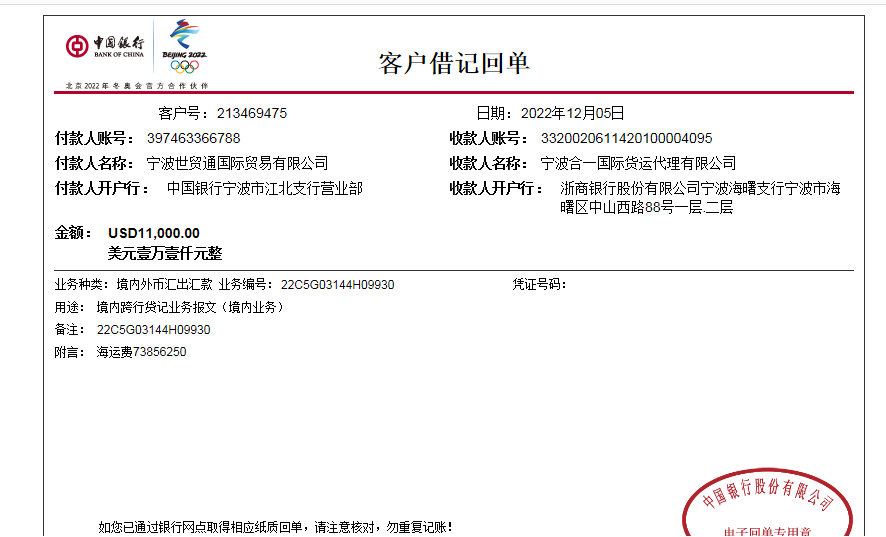 中国银行
BANK OF CHINA
BEIJING 2022
北京2022年冬奥会官方合作伙伴
客户借记回单
客户号：213469475 日期：2022年12月05日
付款人账号： 397463366788 收款人账号： 3320020611420100004095
付款人名称： 宁波世贸通国际贸易有限公司 收款人名称： 宁波合一国际货运代理有限公司
付款人开户行： 中国银行宁波市江北支行营业部 收款人开户行： 浙商银行股份有限公司宁波海曙支行宁波市海
曙区中山西路88号一层.二层
金额： USD11,000.00
美元壹万壹仟元整
业务种类：境内外币汇出汇款 业务编号：22C5G03144H09930 凭证号码：
用途： 境内跨行贷记业务报文（境内业务）
备注： 22C5G03144H09930
附言： 海运费73856250
中国银行股份有限公司
电子回单专用章
如您已通过银行网点取得相应纸质回单，请注意核对，勿重复记账！